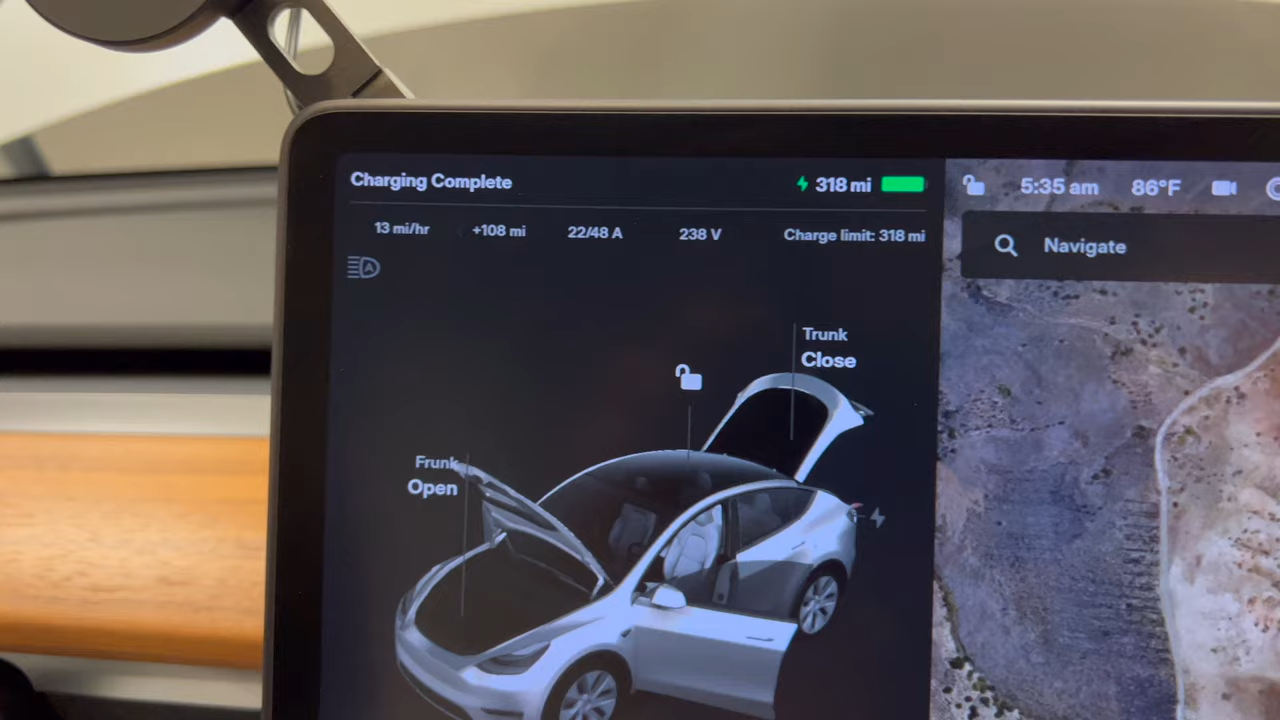 Charging Complete
318 mi
13 mi/hr
+108 mi
22/48 A
238 V
Charge limit: 318 mi
A
Trunk
Close
Frunk
Open
5:35 am
86°F
Navigate